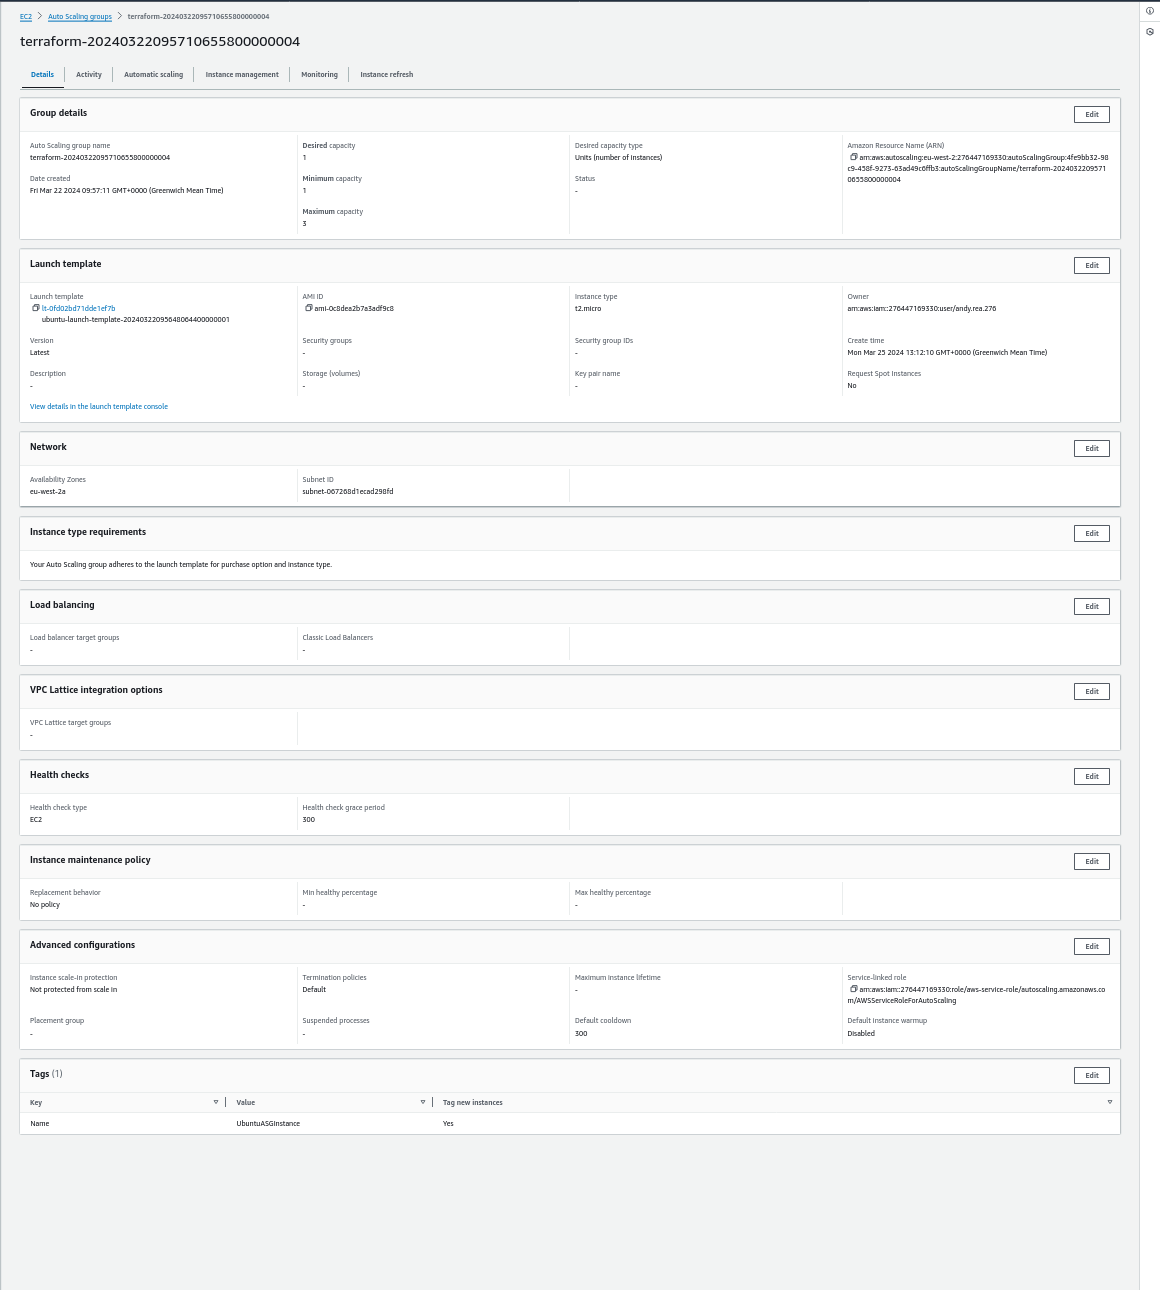 EC2 > Auto Scaling groups > terraform-20240322095710655800000004
terraform-20240322095710655800000004
Details Activity Automatic scaling Instance management Monitoring Instance refresh
Group details Edit
Auto Scaling group name
terraform-20240322095710655800000004
Date created
Fri Mar 22 2024 09:57:11 GMT+0000 (Greenwich Mean Time)
Desired capacity
1
Minimum capacity
1
Maximum capacity
3
Desired capacity type
Units (number of instances)
Status
-
Amazon Resource Name (ARN)
arn:aws:autoscaling:eu-west-2:276447169330:autoScalingGroup:4fe9bb32-98
c9-458f-9273-63ad49c6ffb3:autoScalingGroupName/terraform-2024032209571
0655800000004
Launch template Edit
Launch template
lt-0fd02bd71dde1ef7b
ubuntu-launch-template-20240322095648064400000001
Version
Latest
Description
-
View details in the launch template console
AMI ID
ami-0c8dea2b7a3adf9c8
Security groups
-
Storage (volumes)
-
Instance type
t2.micro
Security group IDs
-
Key pair name
-
Owner
arn:aws:iam::276447169330:user/andy.rea.276
Create time
Mon Mar 25 2024 13:12:10 GMT+0000 (Greenwich Mean Time)
Request Spot Instances
No
Network Edit
Availability Zones
eu-west-2a
Subnet ID
subnet-067268d1ecad298fd
Instance type requirements Edit
Your Auto Scaling group adheres to the launch template for purchase option and instance type.
Load balancing Edit
Load balancer target groups
-
Classic Load Balancers
-
VPC Lattice integration options Edit
VPC Lattice target groups
-
Health checks Edit
Health check type
EC2
Health check grace period
300
Instance maintenance policy Edit
Replacement behavior
No policy
Min healthy percentage
-
Max healthy percentage
-
Advanced configurations Edit
Instance scale-in protection
Not protected from scale in
Placement group
-
Termination policies
Default
Suspended processes
-
Maximum instance lifetime
-
Default cooldown
300
Service-linked role
arn:aws:iam::276447169330:role/aws-service-role/autoscaling.amazonaws.co
m/AWSServiceRoleForAutoScaling
Default instance warmup
Disabled
Tags (1) Edit
Key Value Tag new instances
Name UbuntuASGInstance Yes